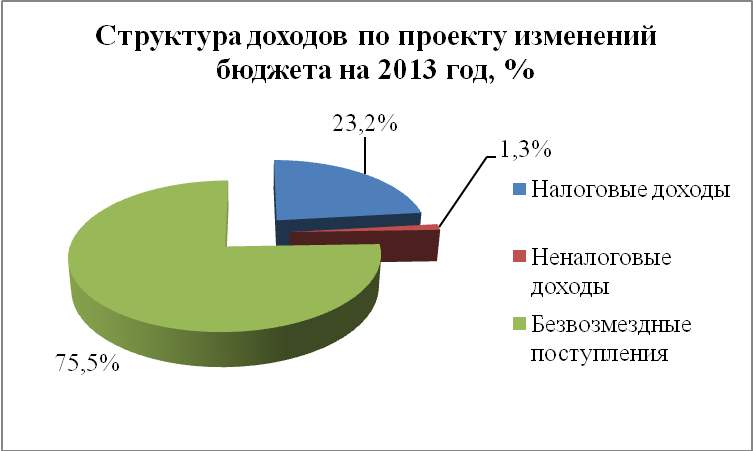 Структура доходов по проекту изменений
бюджета на 2013 год, %
23,2%
1,3%
Налоговые доходы
Неналоговые
доходы
Безвозмездные
поступления
75,5%